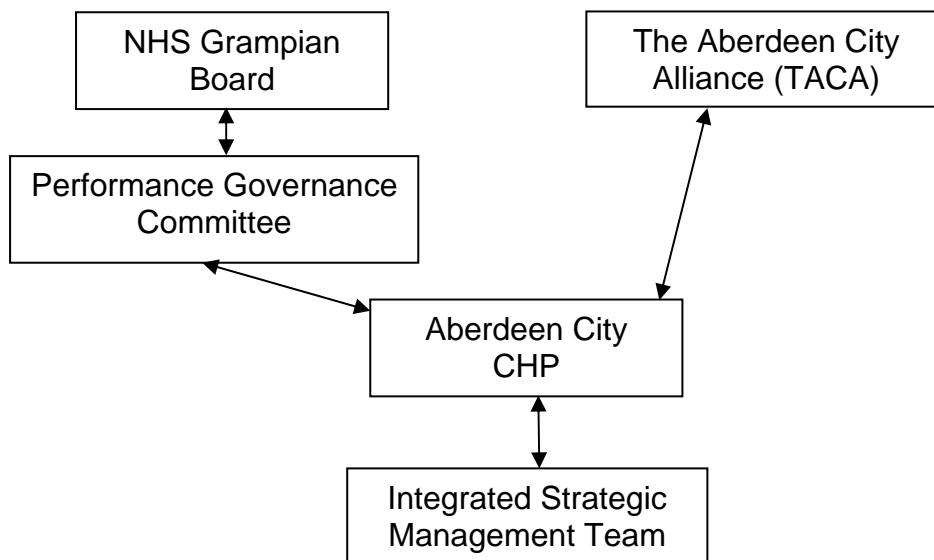 NHS Grampian
Board
The Aberdeen City
Alliance (TACA)
Performance Governance
Committee
Aberdeen City
CHP
Integrated Strategic
Management Team